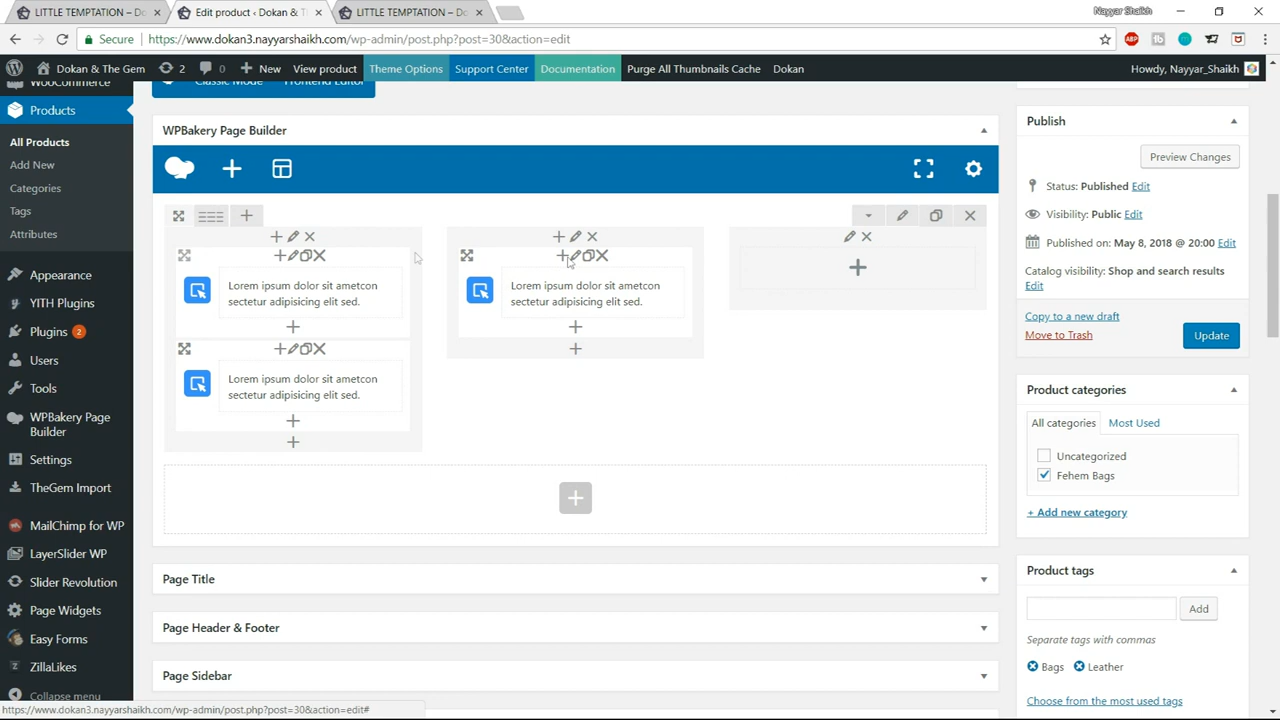 LITTLE TEMPTATION – Do
Edit product ‹ Dokan & T
LITTLE TEMPTATION – Do
Nayyar Shaikh
Secure
https://www.dokan3.nayyarshaikh.com/wp-admin/post.php?post=30&action=edit
ABP
Dokan & The Gem
2
0
New
View product
Theme Options
Support Center
Documentation
Purge All Thumbnails Cache
Dokan
Howdy, Nayyar_Shaikh
WooCommerce
Products
All Products
Add New
Categories
Tags
Attributes
Appearance
YITH Plugins
Plugins 2
Users
Tools
WPBakery Page
Builder
Settings
TheGem Import
MailChimp for WP
LayerSlider WP
Slider Revolution
Page Widgets
Easy Forms
ZillaLikes
Collapse menu
Classic Mode
Frontend Editor
WPBakery Page Builder
Lorem ipsum dolor sit ametcon
sectetur adipisicing elit sed.
Lorem ipsum dolor sit ametcon
sectetur adipisicing elit sed.
Lorem ipsum dolor sit ametcon
sectetur adipisicing elit sed.
Page Title
Page Header & Footer
Page Sidebar
Publish
Preview Changes
Status: Published Edit
Visibility: Public Edit
Published on: May 8, 2018 @ 20:00 Edit
Catalog visibility: Shop and search results
Edit
Copy to a new draft
Move to Trash
Update
Product categories
All categories
Most Used
Uncategorized
Fehem Bags
+ Add new category
Product tags
Add
Separate tags with commas
Bags
Leather
Choose from the most used tags
https://www.dokan3.nayyarshaikh.com/wp-admin/post.php?post=30&action=edit#